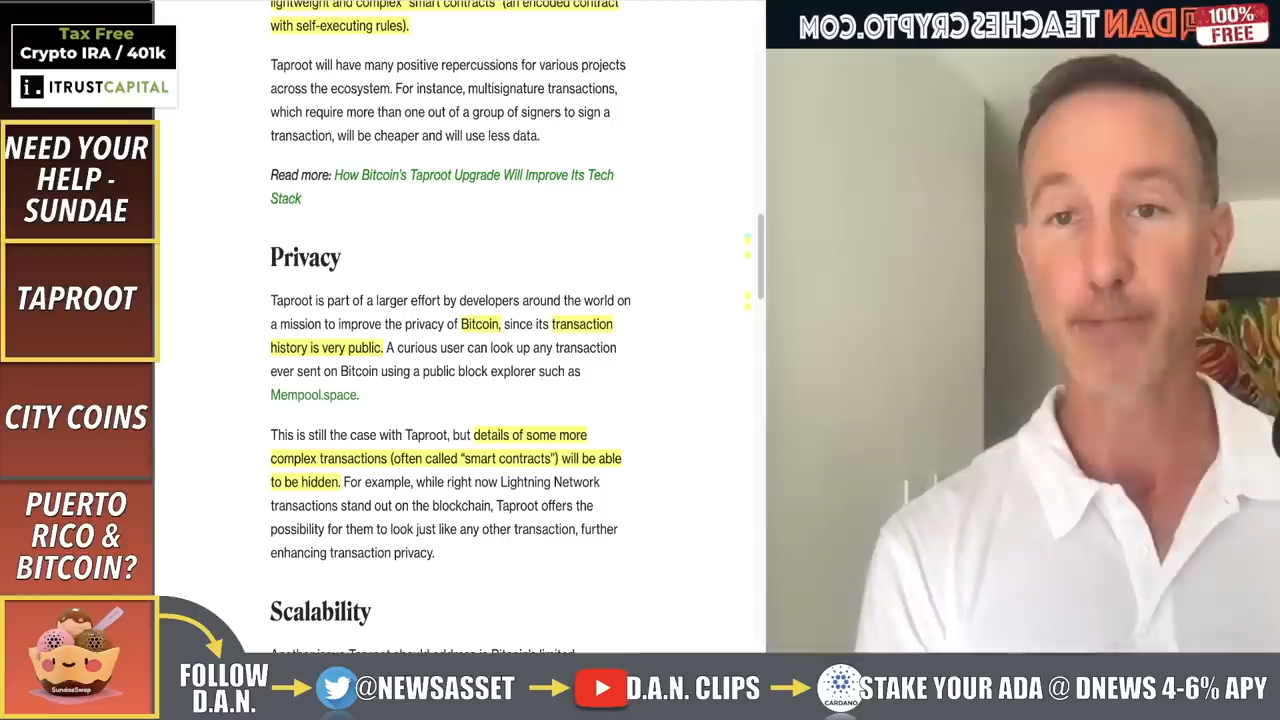 Tax Free
Crypto IRA / 401k
i. ITRUSTCAPITAL
NEED YOUR
HELP -
SUNDAE
TAPROOT
CITY COINS
PUERTO
RICO &
BITCOIN?
SundaeSwap
lightweight and complex “smart contracts” (an encoded contract
with self-executing rules).
Taproot will have many positive repercussions for various projects
across the ecosystem. For instance, multisignature transactions,
which require more than one out of a group of signers to sign a
transaction, will be cheaper and will use less data.
Read more: How Bitcoin’s Taproot Upgrade Will Improve Its Tech
Stack
Privacy
Taproot is part of a larger effort by developers around the world on
a mission to improve the privacy of Bitcoin, since its transaction
history is very public. A curious user can look up any transaction
ever sent on Bitcoin using a public block explorer such as
Mempool.space.
This is still the case with Taproot, but details of some more
complex transactions (often called “smart contracts”) will be able
to be hidden. For example, while right now Lightning Network
transactions stand out on the blockchain, Taproot offers the
possibility for them to look just like any other transaction, further
enhancing transaction privacy.
Scalability
Another issue Taproot should address is Bitcoin’s limited
DAN TEACHESCRYPTO.COM
100%
FREE
FOLLOW
D.A.N.
@NEWSASSET
D.A.N. CLIPS
CARDANO
STAKE YOUR ADA @ DNEWS 4-6% APY